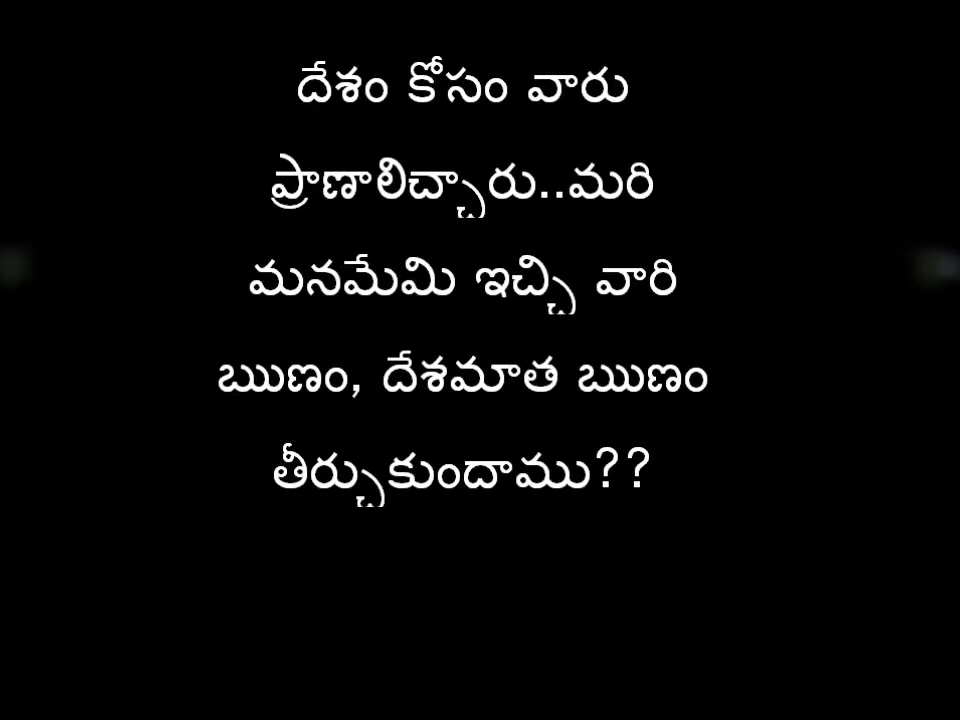 దేశం కోసం వారు
ప్రాణాలిచ్చారు..మరి
మనమేమి ఇచ్చి వారి
ఋణం, దేశమాత ఋణం
తీర్చుకుందాము??